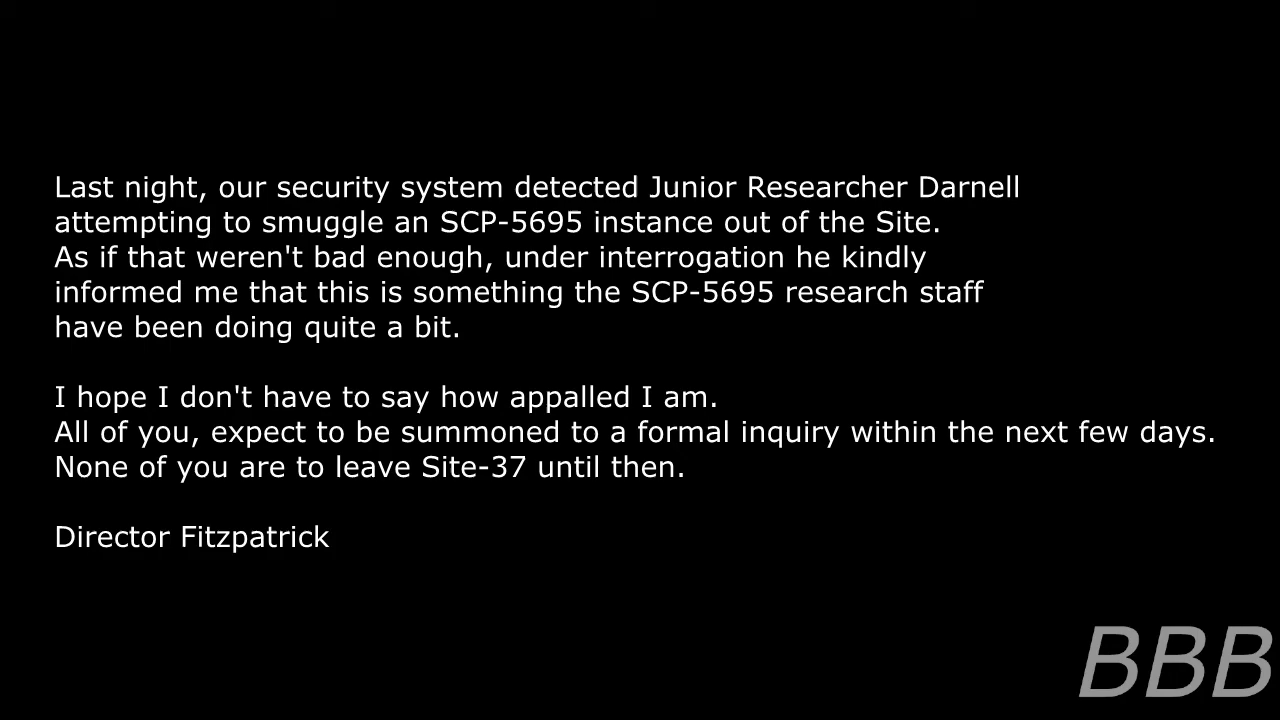 Last night, our security system detected Junior Researcher Darnell
attempting to smuggle an SCP-5695 instance out of the Site.
As if that weren't bad enough, under interrogation he kindly
informed me that this is something the SCP-5695 research staff
have been doing quite a bit.
I hope I don't have to say how appalled I am.
All of you, expect to be summoned to a formal inquiry within the next few days.
None of you are to leave Site-37 until then.
Director Fitzpatrick
BBB